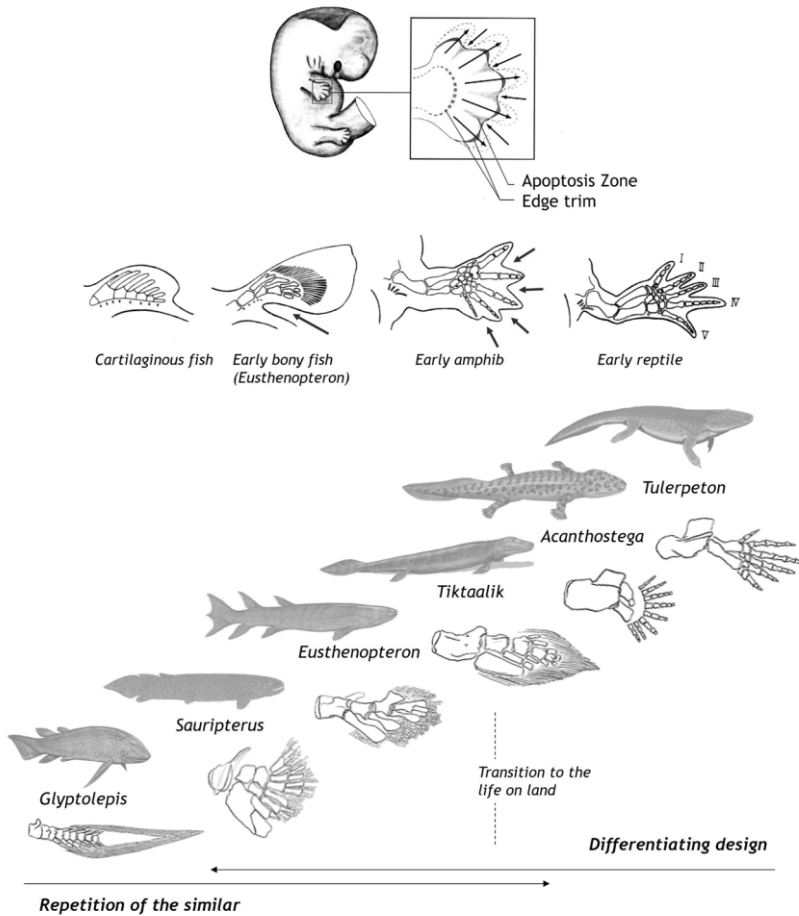 Apoptosis Zone
Edge trim
I
II
III
IV
V
Cartilaginous fish
Early bony fish
(Eusthenopteron)
Early amphib
Early reptile
Tulerpeton
Acanthostega
Tiktaalik
Eusthenopteron
Sauripterus
Glyptolepis
Transition to the
life on land
Differentiating design
Repetition of the similar